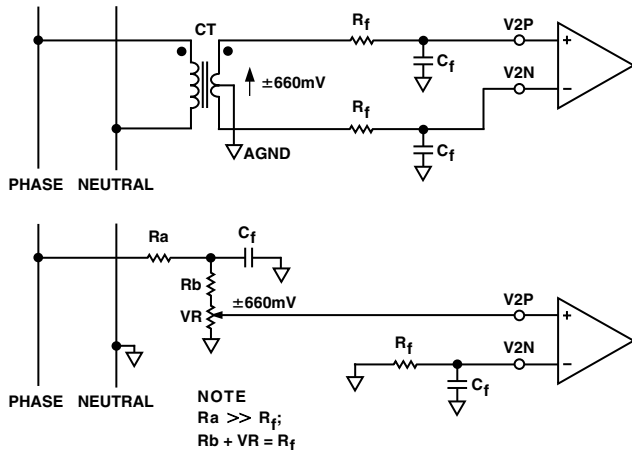 CT
Rf
V2P
Cf
±660mV
V2N
Rf
Cf
AGND
PHASE NEUTRAL
Ra
Cf
Rb
±660mV
VR
V2P
Rf
V2N
Cf
PHASE NEUTRAL
NOTE
Ra >> Rf;
Rb + VR = Rf
+
−
+
−